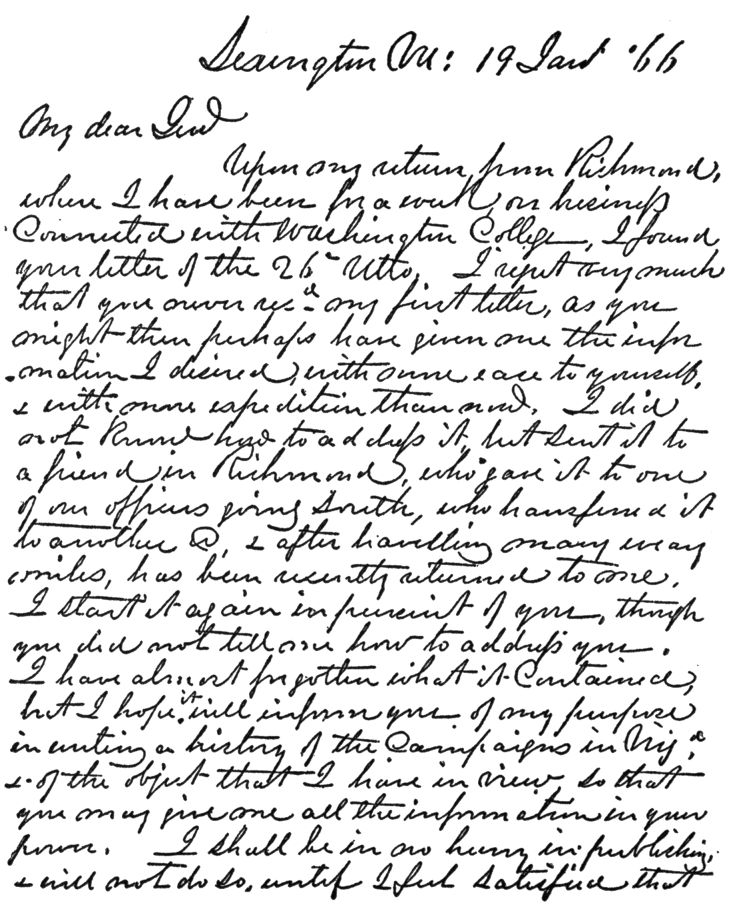 Lexington Va: 19 Jany '66
My dear Genl
Upon my return from Richmond,
where I have been for a week on business
Connected with Washington College, I found
your letter of the 26th Ulto. I regret very much
that you never recd my first letter, as you
might then perhaps have given me the infor
mation I desired, with more ease to yourself,
& with more expedition than now. I did
not know how to address it, but sent it to
a friend in Richmond, who gave it to one
of our officers going South, who transferred it
to another &, & after travelling many weary
miles, has been recently returned to me.
I start it again in pursuit of you, though
you did not tell me how to address you.
I have almost forgotten what it Contained,
but I hope it will inform you of my purpose
in writing a history of the Campaigns in Virga
& of the object that I have in view, so that
you may give me all the information in your
power. I shall be in no hurry in publishing,
& will not do so, until I feel satisfied that